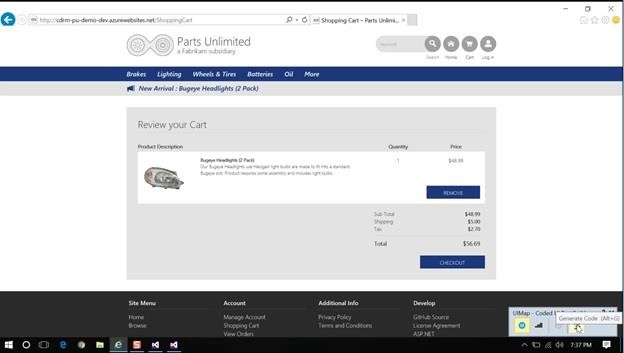 http://cdrm-pu-demo-dev.azurewebsites.net/ShoppingCart
Shopping Cart – Parts Unlimi...
Parts Unlimited
a Fabrikam subsidiary
Keyword
Search Home Cart Log in
Brakes Lighting Wheels & Tires Batteries Oil More
New Arrival : Bugeye Headlights (2 Pack)
Review your Cart
Product Description Quantity Price
Bugeye Headlights (2 Pack) 1 $48.99
Our Bugeye Headlights use Halogen light bulbs are made to fit into a standard
Bugeye slot. Product requires some assembly and includes light bulbs.
REMOVE
Sub Total $48.99
Shipping $5.00
Tax $2.70
Total $56.69
CHECKOUT
Site Menu Account Additional Info Develop
Home Manage Account Privacy Policy GitHub Source
Browse Shopping Cart Terms and Conditions License Agreement
View Orders ASP.NET
UIMap - Coded
Generate Code (Alt+G)
7:37 PM